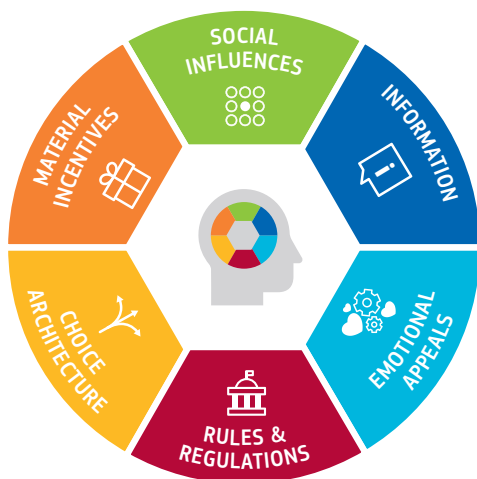 SOCIAL
INFLUENCES
INFORMATION
EMOTIONAL
APPEALS
RULES &
REGULATIONS
CHOICE
ARCHITECTURE
MATERIAL
INCENTIVES